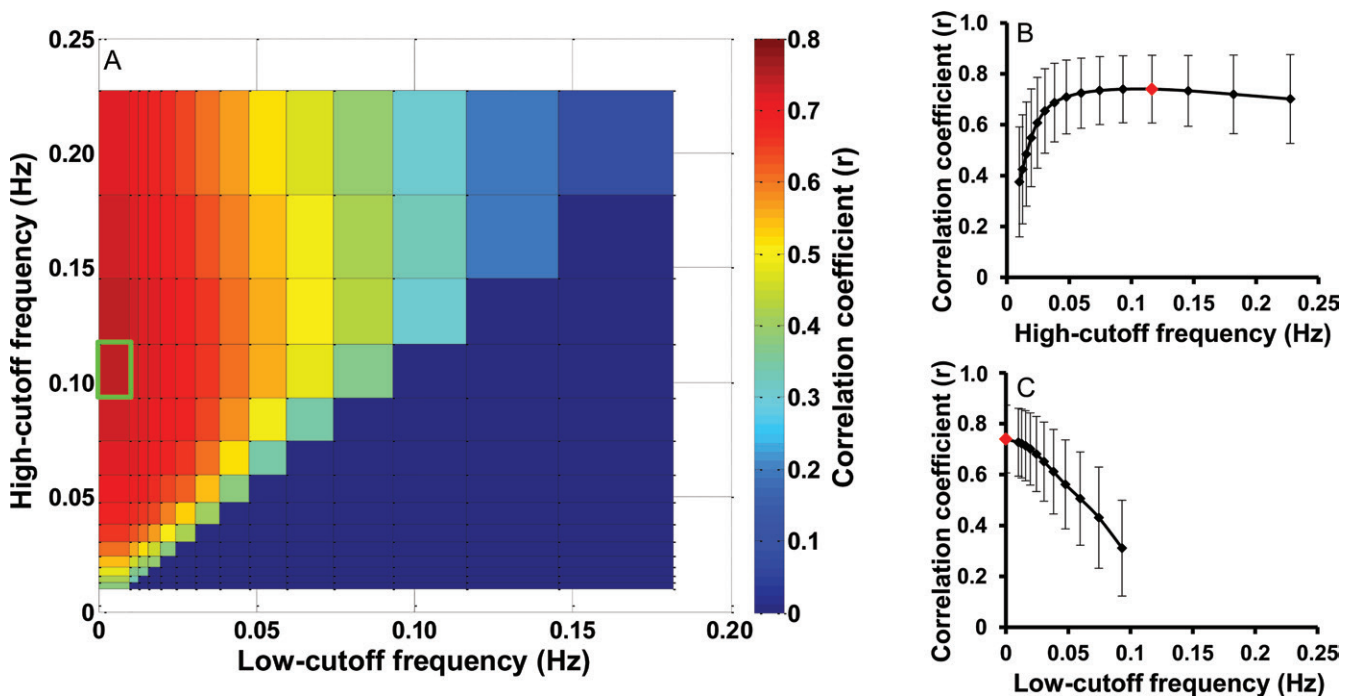 A
0.25
0.20
0.15
0.10
0.05
0
High-cutoff frequency (Hz)
0
0.05
0.10
0.15
0.20
Low-cutoff frequency (Hz)
0.8
0.7
0.6
0.5
0.4
0.3
0.2
0.1
0
Correlation coefficient (r)
B
1.0
0.8
0.6
0.4
0.2
0
Correlation coefficient (r)
0 0.05 0.1 0.15 0.2 0.25
High-cutoff frequency (Hz)
C
1.0
0.8
0.6
0.4
0.2
0.0
Correlation coefficient (r)
0 0.05 0.1 0.15 0.2 0.25
Low-cutoff frequency (Hz)